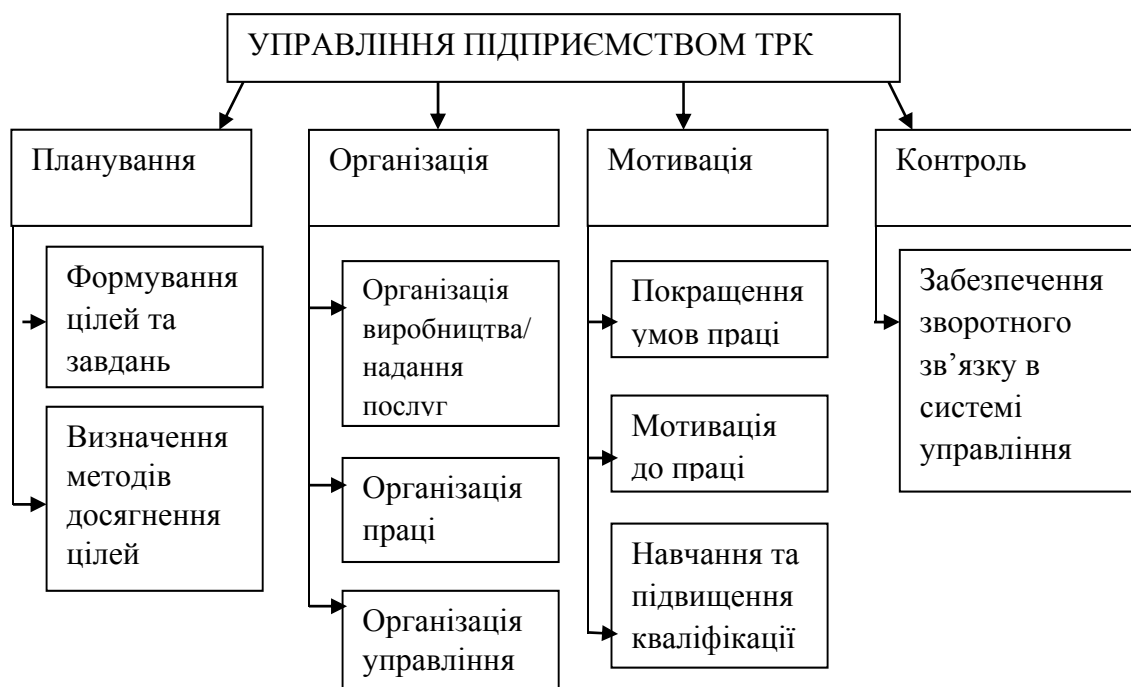 УПРАВЛІННЯ ПІДПРИЄМСТВОМ ТРК
Планування
Організація
Мотивація
Контроль
Формування
цілей та
завдань
Визначення
методів
досягнення
цілей
Організація
виробництва/
надання
послуг
Організація
праці
Організація
управління
Покращення
умов праці
Мотивація
до праці
Навчання та
підвищення
кваліфікації
Забезпечення
зворотного
зв’язку в
системі
управління